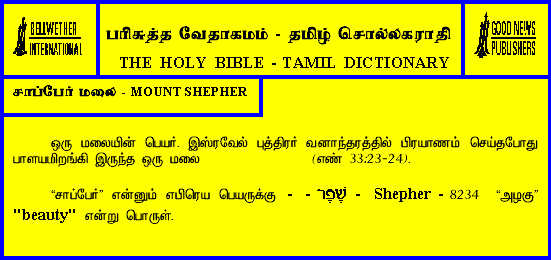 BELLWETHER
INTERNATIONAL
பரிசுத்த வேதாகமம் - தமிழ் சொல்லகராதி
THE HOLY BIBLE - TAMIL DICTIONARY
GOOD NEWS
PUBLISHERS
சாப்பேர் மலை - MOUNT SHEPHER
ஒரு மலையின் பெயர். இஸ்ரவேல் புத்திரர் வனாந்தரத்தில் பிரயாணம் செய்தபோது
பாளயமிறங்கி இருந்த ஒரு மலை (எண் 33:23-24).
“சாப்பேர்” என்னும் எபிரெய பெயருக்கு - - שֶׁפֶר - Shepher - 8234 “அழகு”
"beauty" என்று பொருள்.